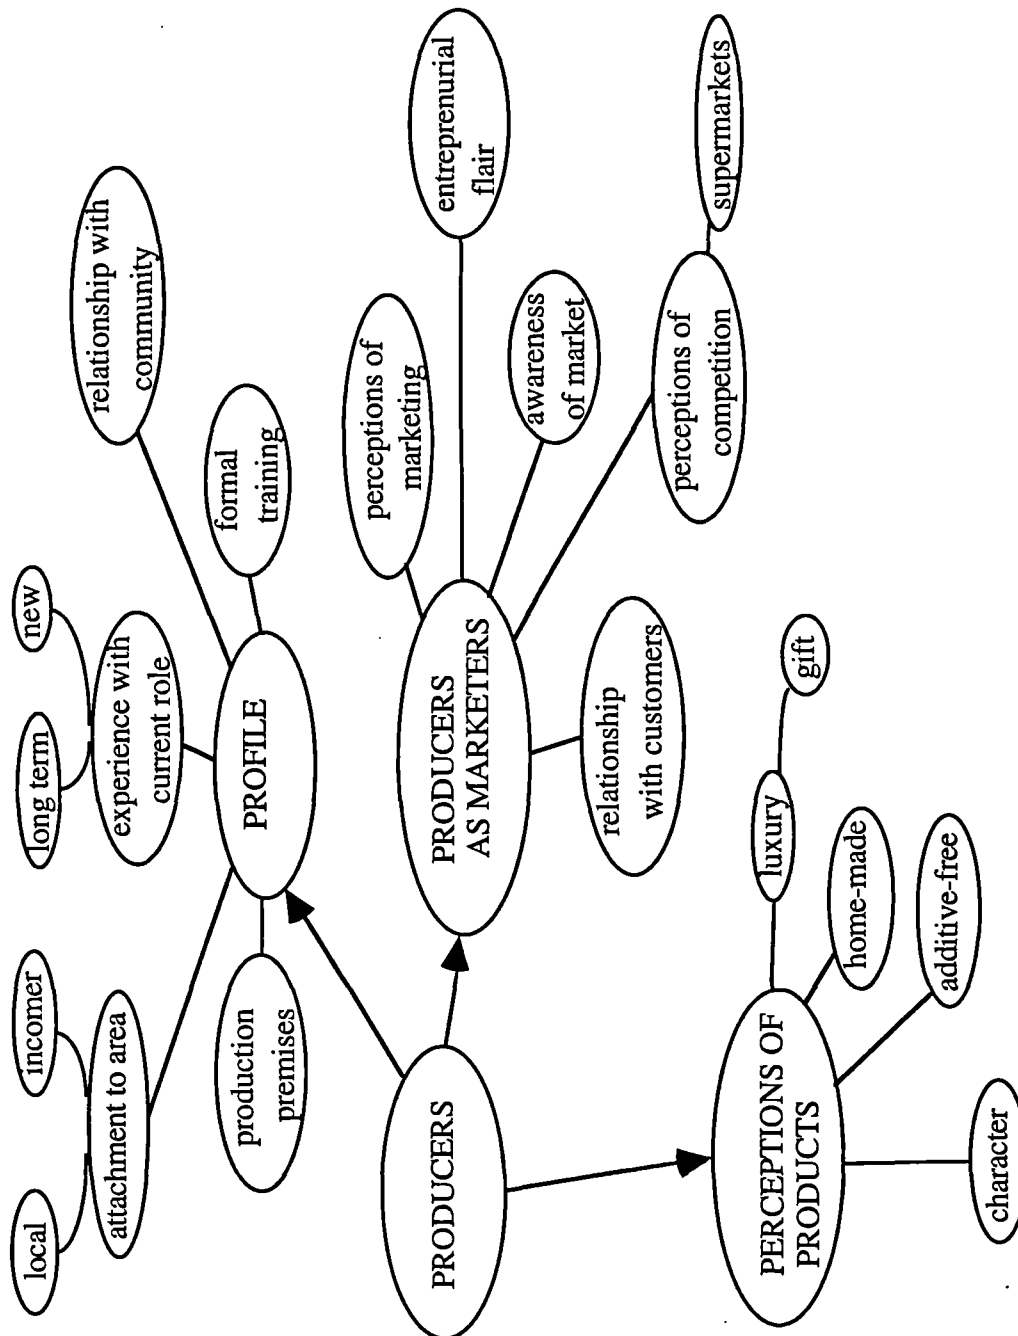 local
incomer
long term
new
attachment to area
experience with
current role
relationship with
community
production
premises
PROFILE
formal
training
PRODUCERS
PRODUCERS
AS MARKETERS
perceptions of
marketing
entreprenurial
flair
awareness
of market
relationship
with customers
perceptions of
competition
supermarkets
PERCEPTIONS OF
PRODUCTS
luxury
gift
home-made
additive-free
character